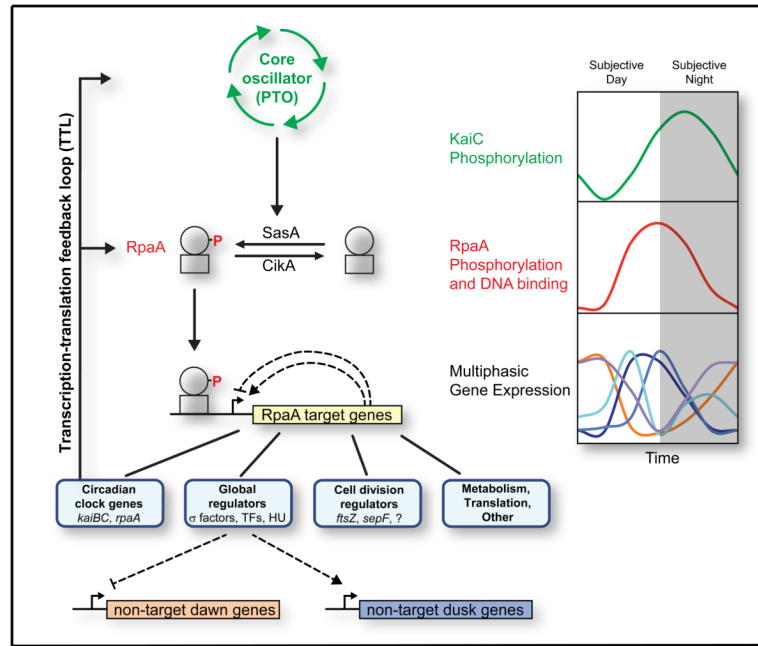 Core
oscillator
(PTO)
Transcription-translation feedback loop (TTL)
RpaA
P
SasA
CikA
P
RpaA target genes
Circadian
clock genes
kaiBC, rpaA
Global
regulators
σ factors, TFs, HU
Cell division
regulators
ftsZ, sepF, ?
Metabolism,
Translation,
Other
non-target dawn genes
non-target dusk genes
Subjective
Day
Subjective
Night
KaiC
Phosphorylation
RpaA
Phosphorylation
and DNA binding
Multiphasic
Gene Expression
Time